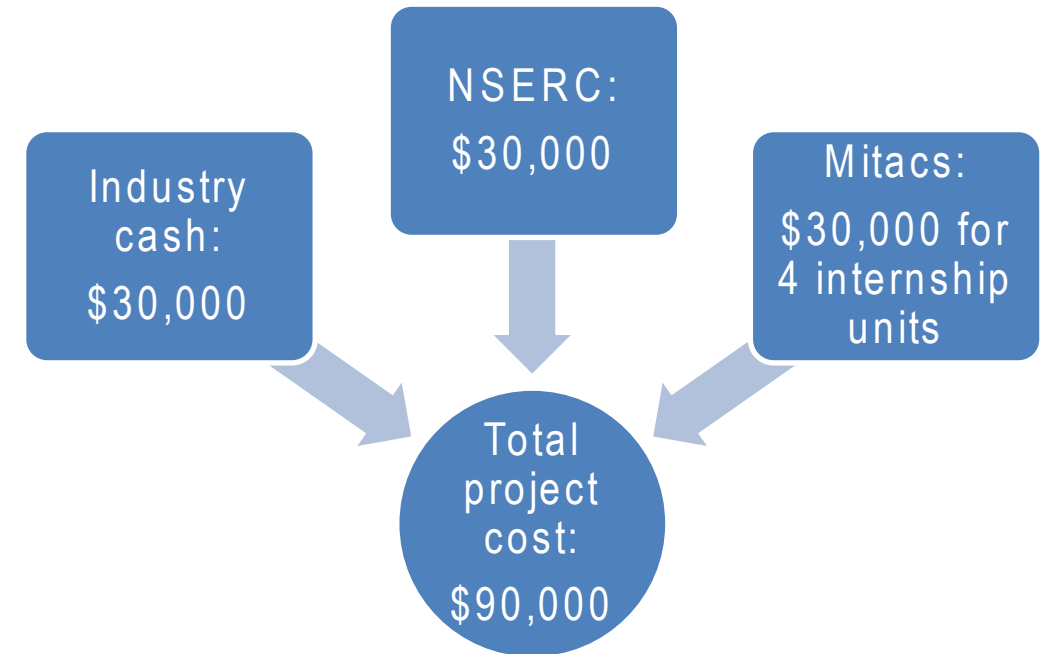 Industry
cash:
$30,000
NSERC:
$30,000
Mitacs:
$30,000 for
4 internship
units
Total
project
cost:
$90,000